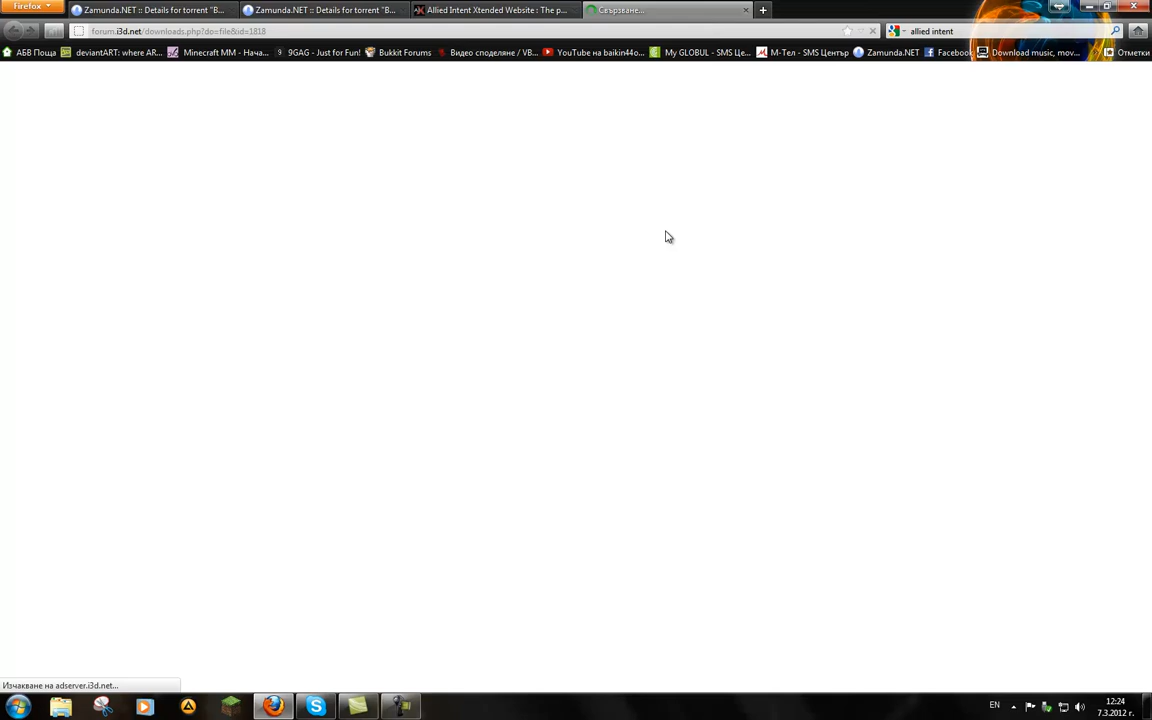 Firefox
Zamunda.NET :: Details for torrent "B...
Zamunda.NET :: Details for torrent "B...
Allied Intent Xtended Website : The p...
Свързване...
forum.i3d.net/downloads.php?do=file&id=1818
allied intent
АБВ Поща
deviantART: where AR...
Minecraft MM - Нача...
9GAG - Just for Fun!
Bukkit Forums
Видео споделяне / VB...
YouTube на baikin44o...
My GLOBUL - SMS Це...
М-Тел - SMS Център
Zamunda.NET
Facebook
Download music, mov...
Отметки
Изчакване на adserver.i3d.net...
EN
12:24
7.3.2012 г.